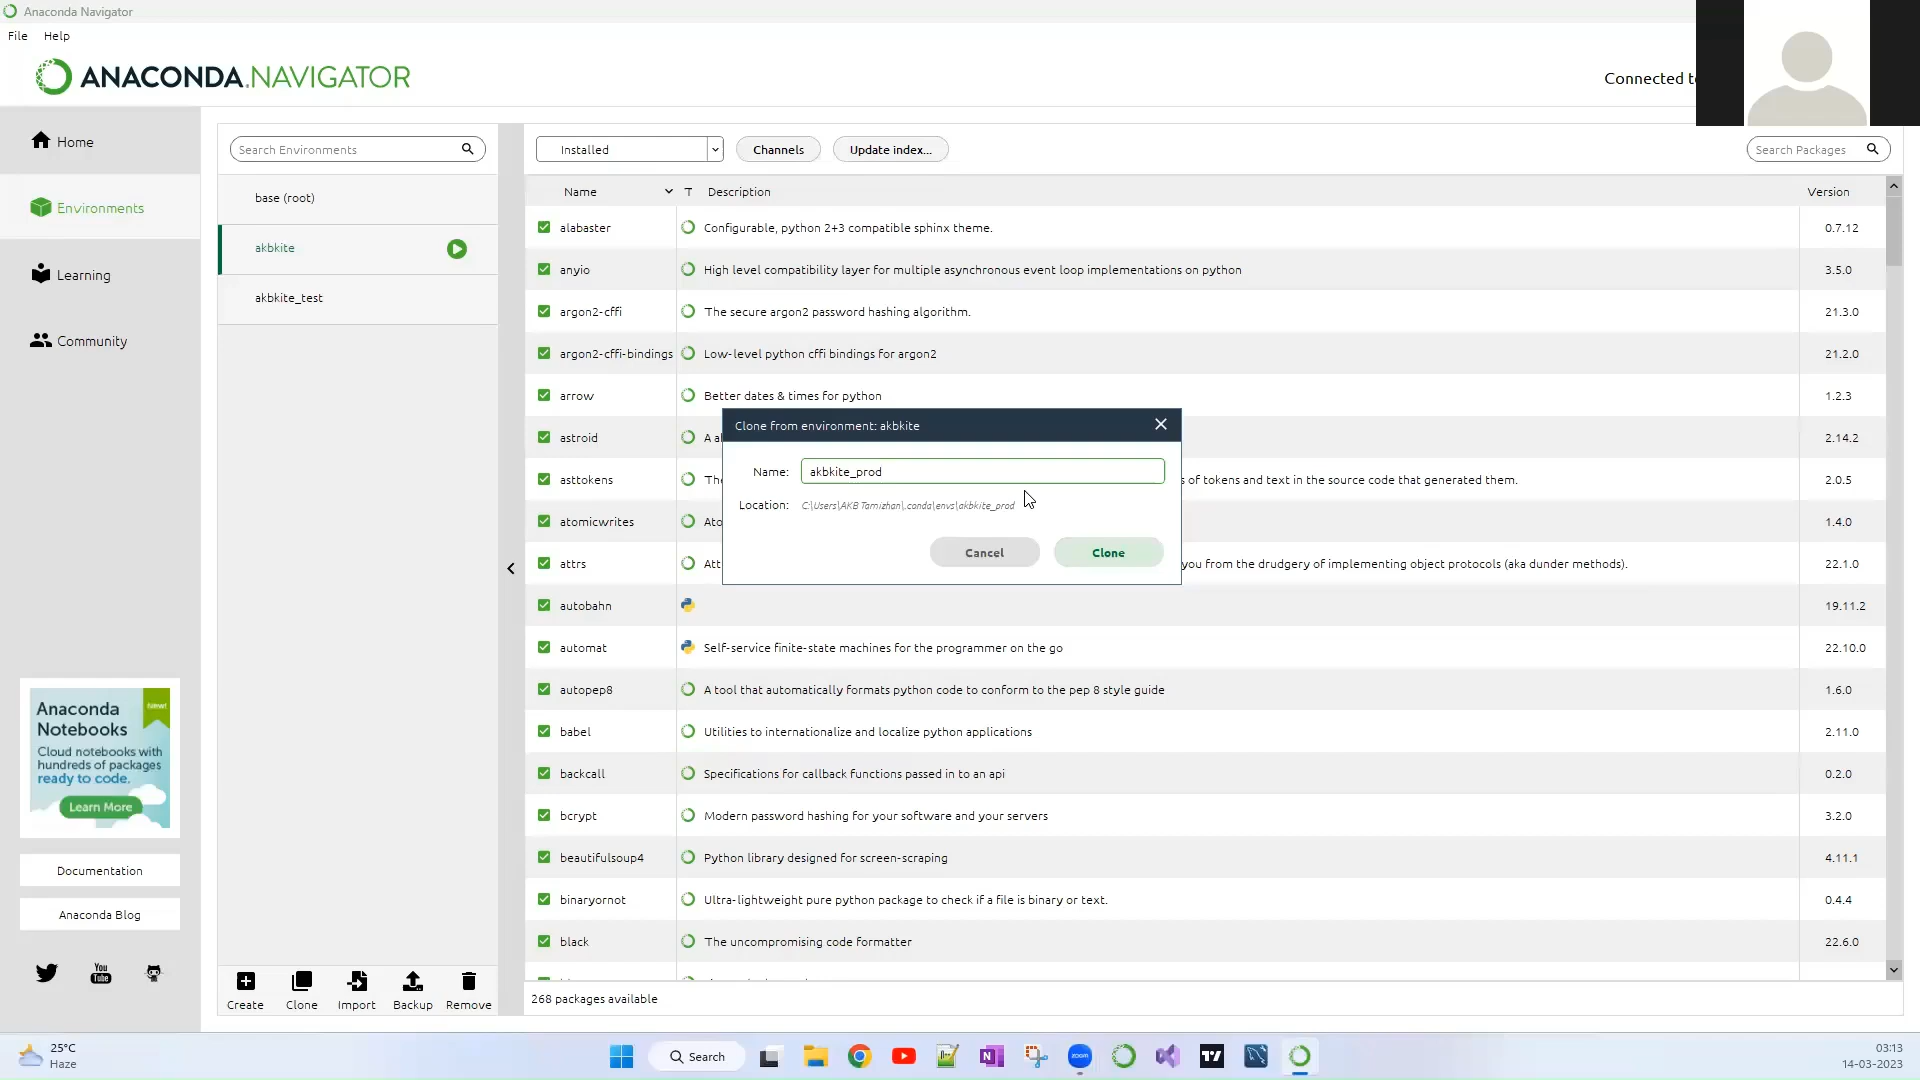 Anaconda Navigator
File Help
ANACONDA.NAVIGATOR
Connected to
Home
Environments
Learning
Community
Anaconda
Notebooks
New!
Cloud notebooks with
hundreds of packages
ready to code.
Learn More
Documentation
Anaconda Blog
You
Tube
Search Environments
base (root)
akbkite
akbkite_test
Create Clone Import Backup Remove
Installed Channels Update index... Search Packages
Name T Description Version
alabaster Configurable, python 2+3 compatible sphinx theme. 0.7.12
anyio High level compatibility layer for multiple asynchronous event loop implementations on python 3.5.0
argon2-cffi The secure argon2 password hashing algorithm. 21.3.0
argon2-cffi-bindings Low-level python cffi bindings for argon2 21.2.0
arrow Better dates & times for python 1.2.3
astroid A al 2.14.2
asttokens The s of tokens and text in the source code that generated them. 2.0.5
atomicwrites Ato 1.4.0
attrs Att you from the drudgery of implementing object protocols (aka dunder methods). 22.1.0
autobahn 19.11.2
automat Self-service finite-state machines for the programmer on the go 22.10.0
autopep8 A tool that automatically formats python code to conform to the pep 8 style guide 1.6.0
babel Utilities to internationalize and localize python applications 2.11.0
backcall Specifications for callback functions passed in to an api 0.2.0
bcrypt Modern password hashing for your software and your servers 3.2.0
beautifulsoup4 Python library designed for screen-scraping 4.11.1
binaryornot Ultra-lightweight pure python package to check if a file is binary or text. 0.4.4
black The uncompromising code formatter 22.6.0
268 packages available
Clone from environment: akbkite
Name: akbkite_prod
Location: C:\Users\AKB Tamizhan\.conda\envs\akbkite_prod
Cancel Clone
25°C
Haze
Search
zoom
03:13
14-03-2023